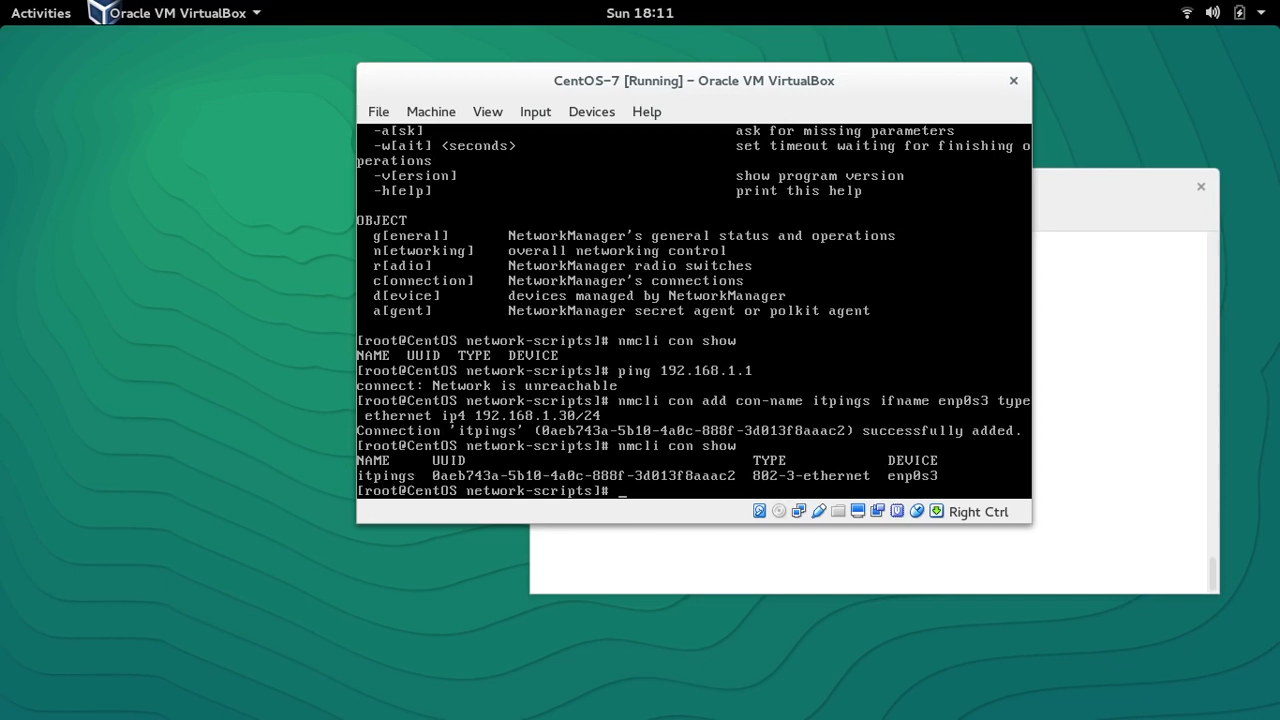 Activities Oracle VM VirtualBox Sun 18:11
CentOS-7 [Running] – Oracle VM VirtualBox
File Machine View Input Devices Help
-a[sk] ask for missing parameters
-w[ait] <seconds> set timeout waiting for finishing o
perations
-v[ersion] show program version
-h[elp] print this help
OBJECT
g[eneral] NetworkManager's general status and operations
n[etworking] overall networking control
r[adio] NetworkManager radio switches
c[onnection] NetworkManager's connections
d[evice] devices managed by NetworkManager
a[gent] NetworkManager secret agent or polkit agent
[root@CentOS network-scripts]# nmcli con show
NAME UUID TYPE DEVICE
[root@CentOS network-scripts]# ping 192.168.1.1
connect: Network is unreachable
[root@CentOS network-scripts]# nmcli con add con-name itpings ifname enp0s3 type
ethernet ip4 192.168.1.30/24
Connection 'itpings' (0aeb743a-5b10-4a0c-888f-3d013f8aaac2) successfully added.
[root@CentOS network-scripts]# nmcli con show
NAME UUID TYPE DEVICE
itpings 0aeb743a-5b10-4a0c-888f-3d013f8aaac2 802-3-ethernet enp0s3
[root@CentOS network-scripts]# _
Right Ctrl